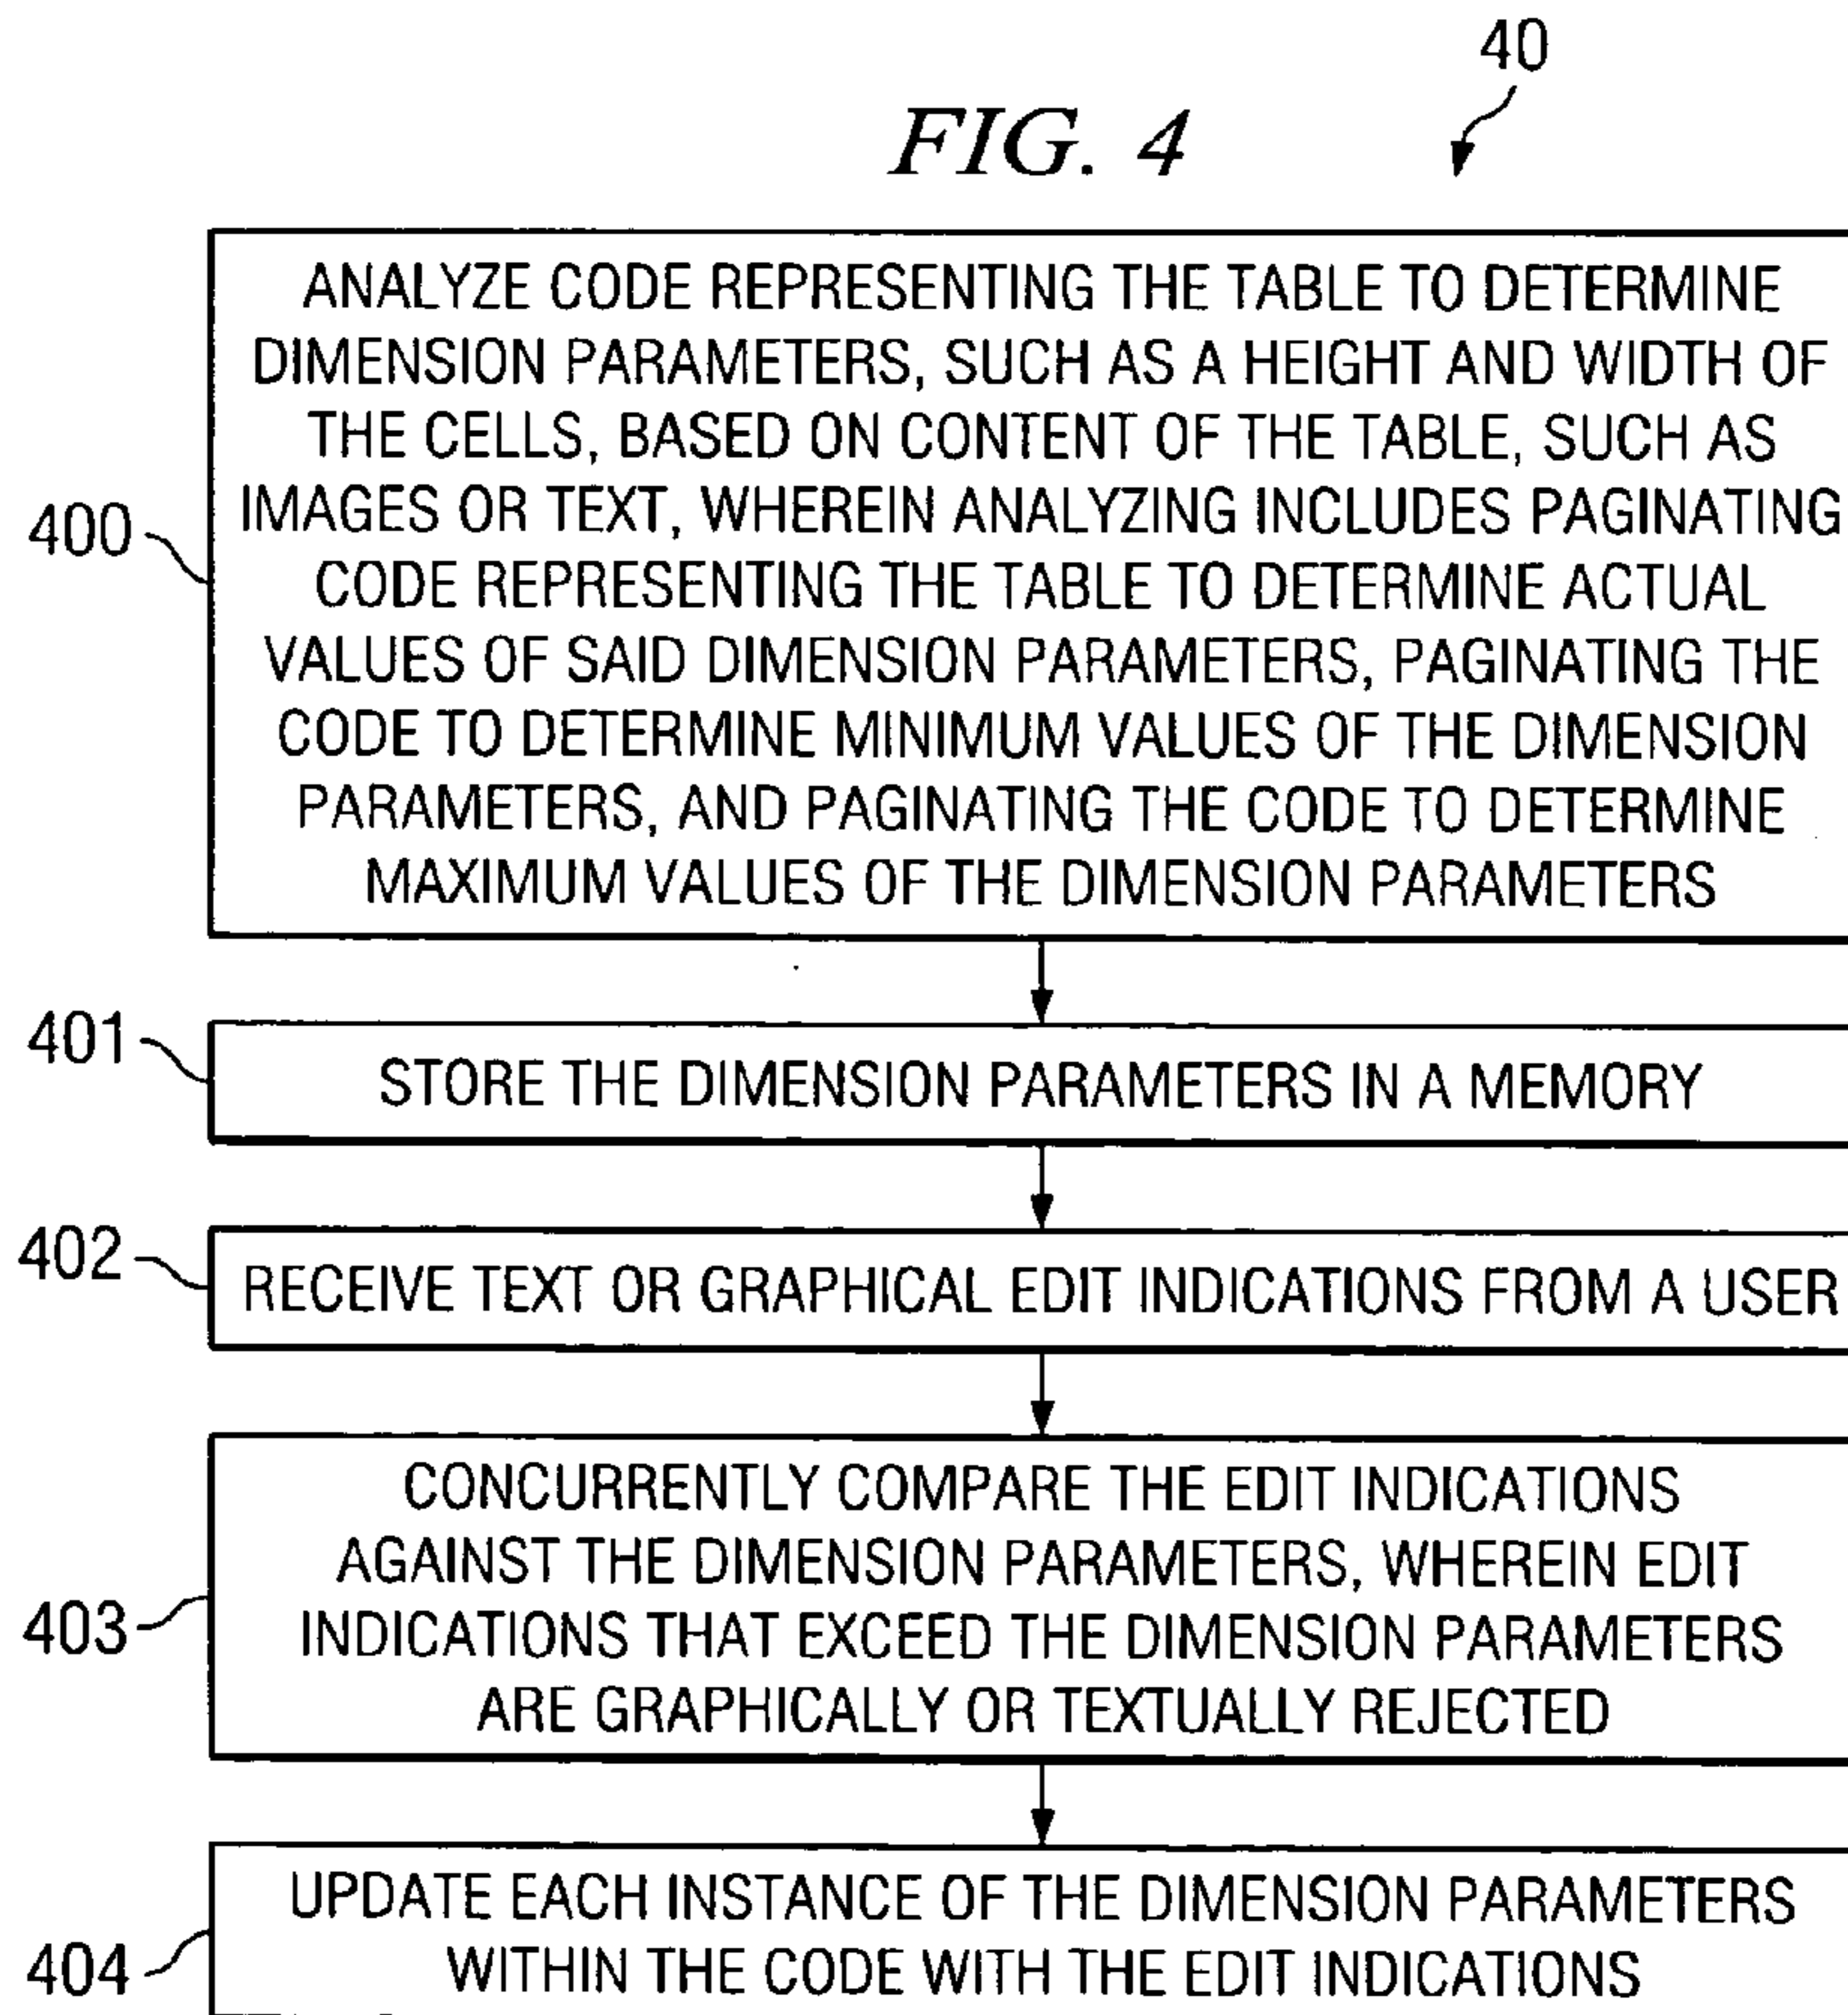 40
FIG. 4
400
ANALYZE CODE REPRESENTING THE TABLE TO DETERMINE
DIMENSION PARAMETERS, SUCH AS A HEIGHT AND WIDTH OF
THE CELLS, BASED ON CONTENT OF THE TABLE, SUCH AS
IMAGES OR TEXT, WHEREIN ANALYZING INCLUDES PAGINATING
CODE REPRESENTING THE TABLE TO DETERMINE ACTUAL
VALUES OF SAID DIMENSION PARAMETERS, PAGINATING THE
CODE TO DETERMINE MINIMUM VALUES OF THE DIMENSION
PARAMETERS, AND PAGINATING THE CODE TO DETERMINE
MAXIMUM VALUES OF THE DIMENSION PARAMETERS
401
STORE THE DIMENSION PARAMETERS IN A MEMORY
402
RECEIVE TEXT OR GRAPHICAL EDIT INDICATIONS FROM A USER
403
CONCURRENTLY COMPARE THE EDIT INDICATIONS
AGAINST THE DIMENSION PARAMETERS, WHEREIN EDIT
INDICATIONS THAT EXCEED THE DIMENSION PARAMETERS
ARE GRAPHICALLY OR TEXTUALLY REJECTED
404
UPDATE EACH INSTANCE OF THE DIMENSION PARAMETERS
WITHIN THE CODE WITH THE EDIT INDICATIONS